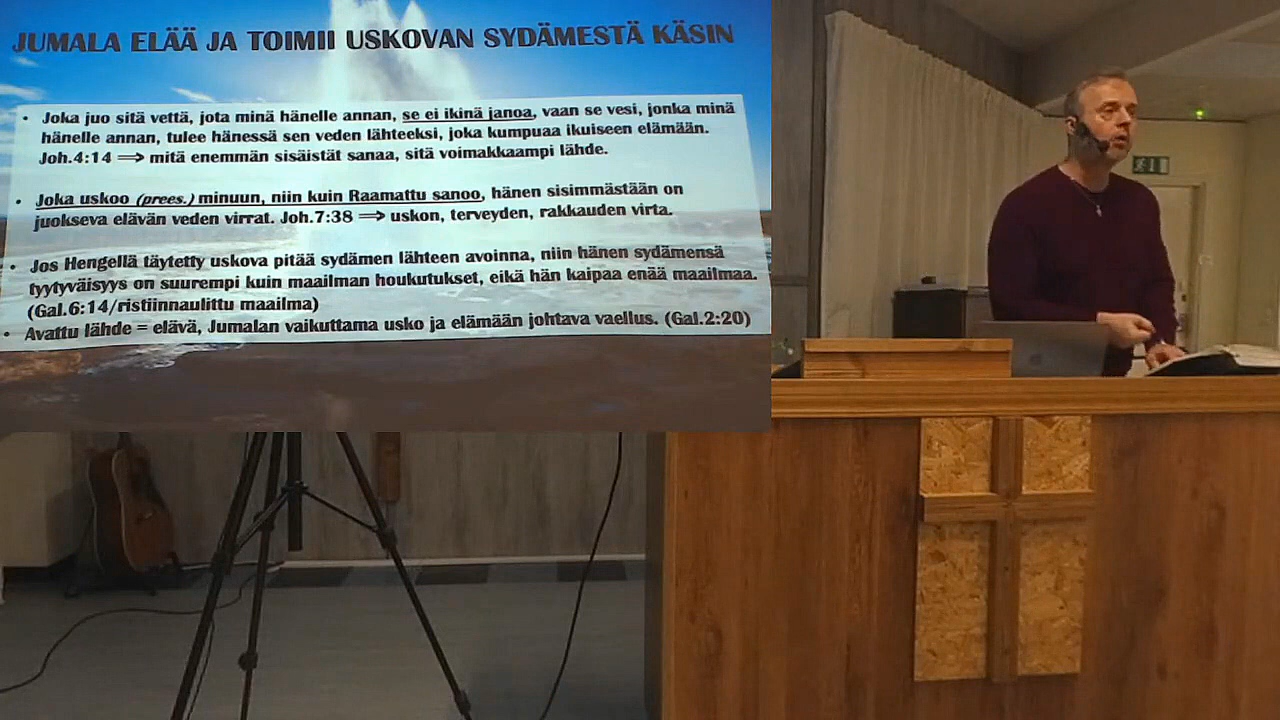 JUMALA ELÄÄ JA TOIMII USKOVAN SYDÄMESTÄ KÄSIN
• Joka juo sitä vettä, jota minä hänelle annan, se ei ikinä janoa, vaan se vesi, jonka minä
hänelle annan, tulee hänessä sen veden lähteeksi, joka kumpuaa ikuiseen elämään.
Joh.4:14 ⟹ mitä enemmän sisäistät sanaa, sitä voimakkaampi lähde.
• Joka uskoo (prees.) minuun, niin kuin Raamattu sanoo, hänen sisimmästään on
juokseva elävän veden virrat. Joh.7:38 ⟹ uskon, terveyden, rakkauden virta.
• Jos Hengellä täytetty uskova pitää sydämen lähteen avoinna, niin hänen sydämensä
tyytyväisyys on suurempi kuin maailman houkutukset, eikä hän kaipaa enää maailmaa.
(Gal.6:14/ristiinnaulittu maailma)
• Avattu lähde = elävä, Jumalan vaikuttama usko ja elämään johtava vaellus. (Gal.2:20)